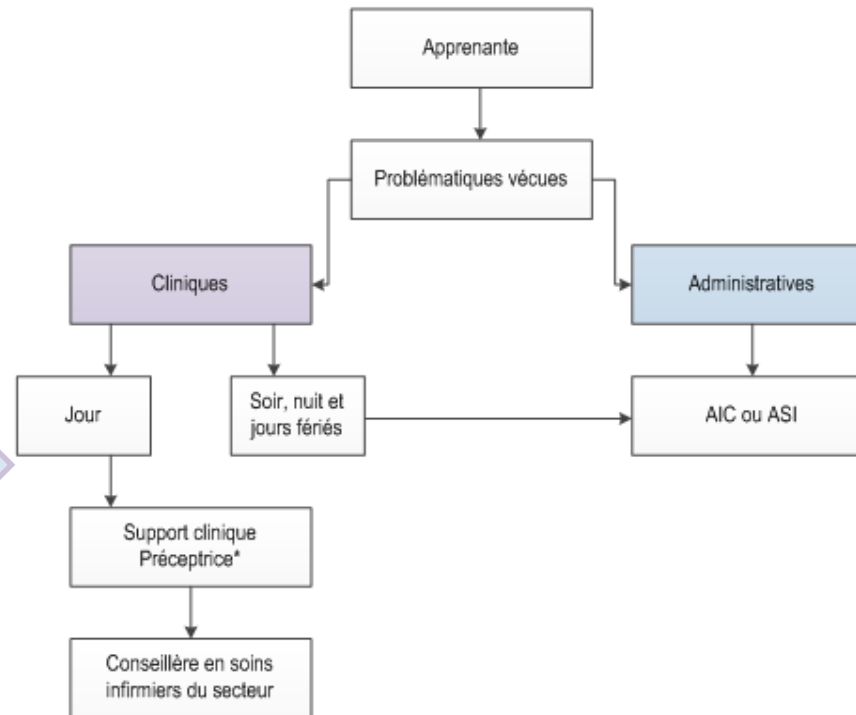 Apprenante
Problématiques vécues
Cliniques
Administratives
Jour
Soir, nuit et
jours fériés
AIC ou ASI
Support clinique
Préceptrice*
Conseillère en soins
infirmiers du secteur